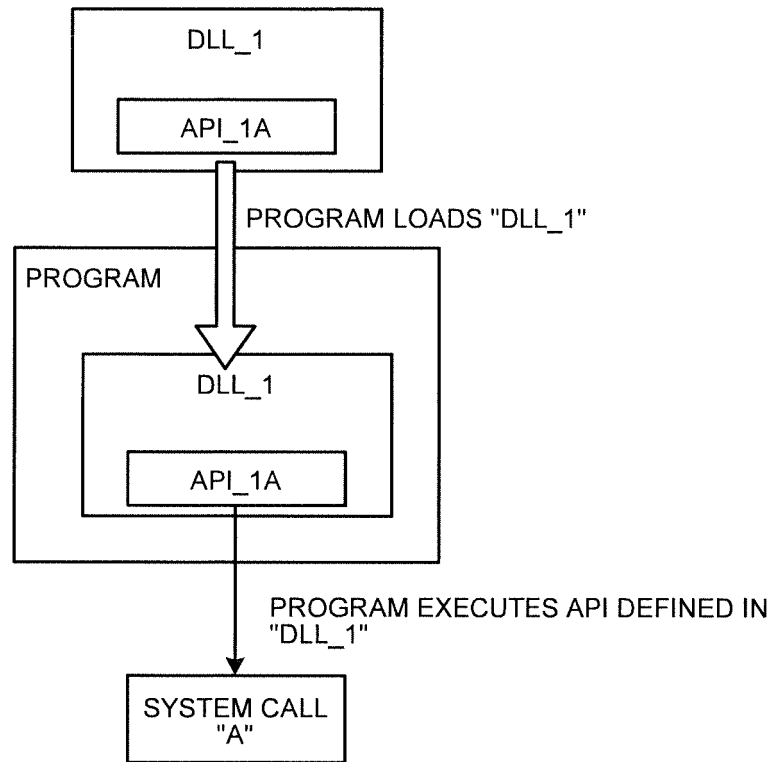 DLL_1
API_1A
PROGRAM LOADS "DLL_1"
PROGRAM
DLL_1
API_1A
PROGRAM EXECUTES API DEFINED IN
"DLL_1"
SYSTEM CALL
"A"